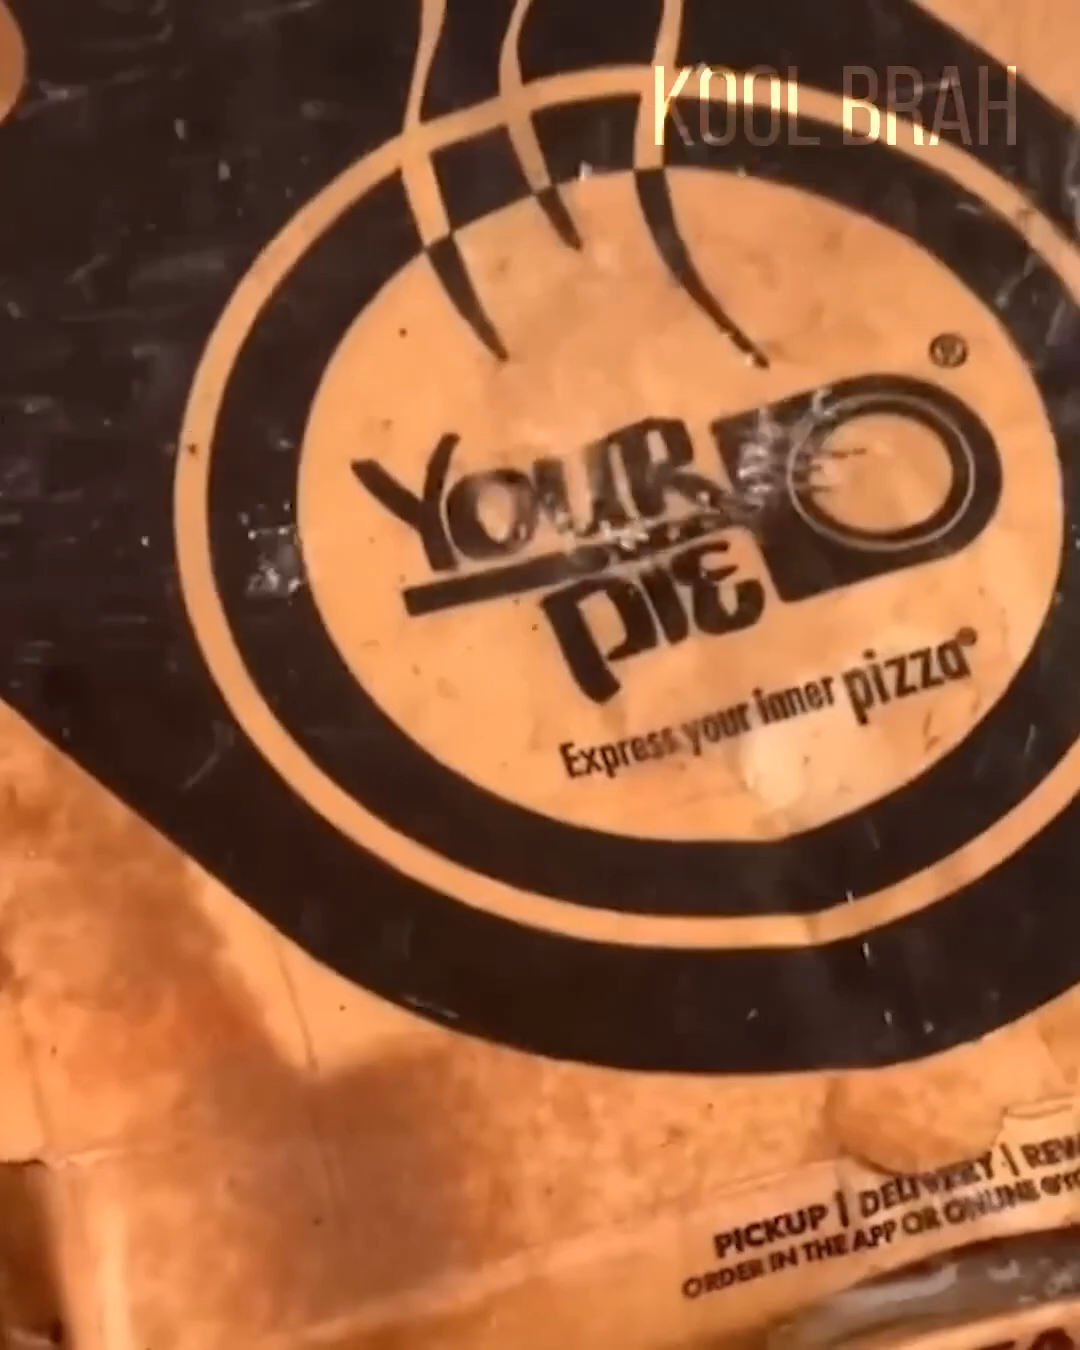 KOOL BRAH
®
YOUR
PIE
Express your inner pizza®
PICKUP | DELIVERY |
ORDER IN THE APP OR ONLINE